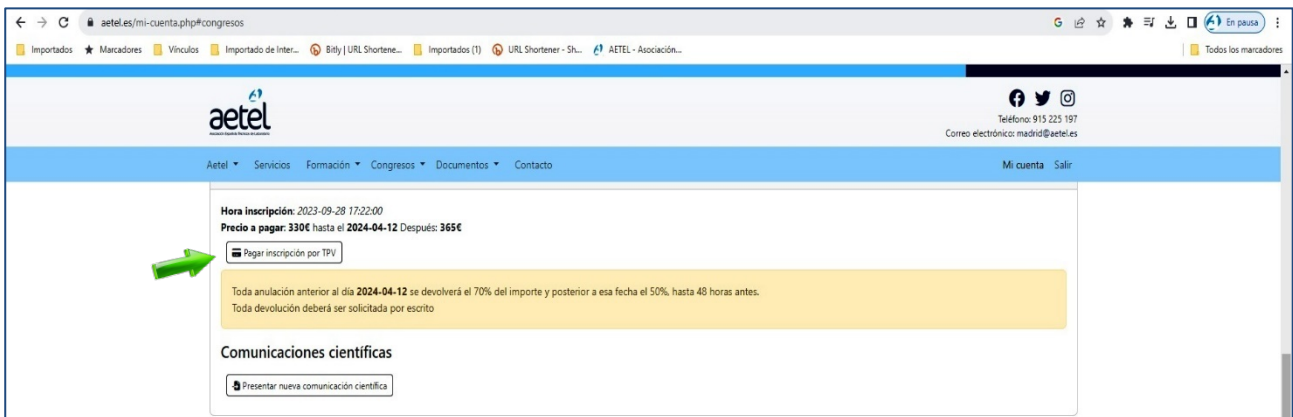 aetel.es/mi-cuenta.php#congresos
En pausa
Importados Marcadores Vínculos Importado de Inter... Bitly | URL Shortene... Importados (1) URL Shortener - Sh... AETEL - Asociación... Todos los marcadores
aetel
Teléfono: 915 225 197
Correo electrónico: madrid@aetel.es
Aetel Servicios Formación Congresos Documentos Contacto Mi cuenta Salir
Hora inscripción: 2023-09-28 17:22:00
Precio a pagar: 330€ hasta el 2024-04-12 Después: 365€
Pagar inscripción por TPV
Toda anulación anterior al día 2024-04-12 se devolverá el 70% del importe y posterior a esa fecha el 50%, hasta 48 horas antes.
Toda devolución deberá ser solicitada por escrito
Comunicaciones científicas
Presentar nueva comunicación científica